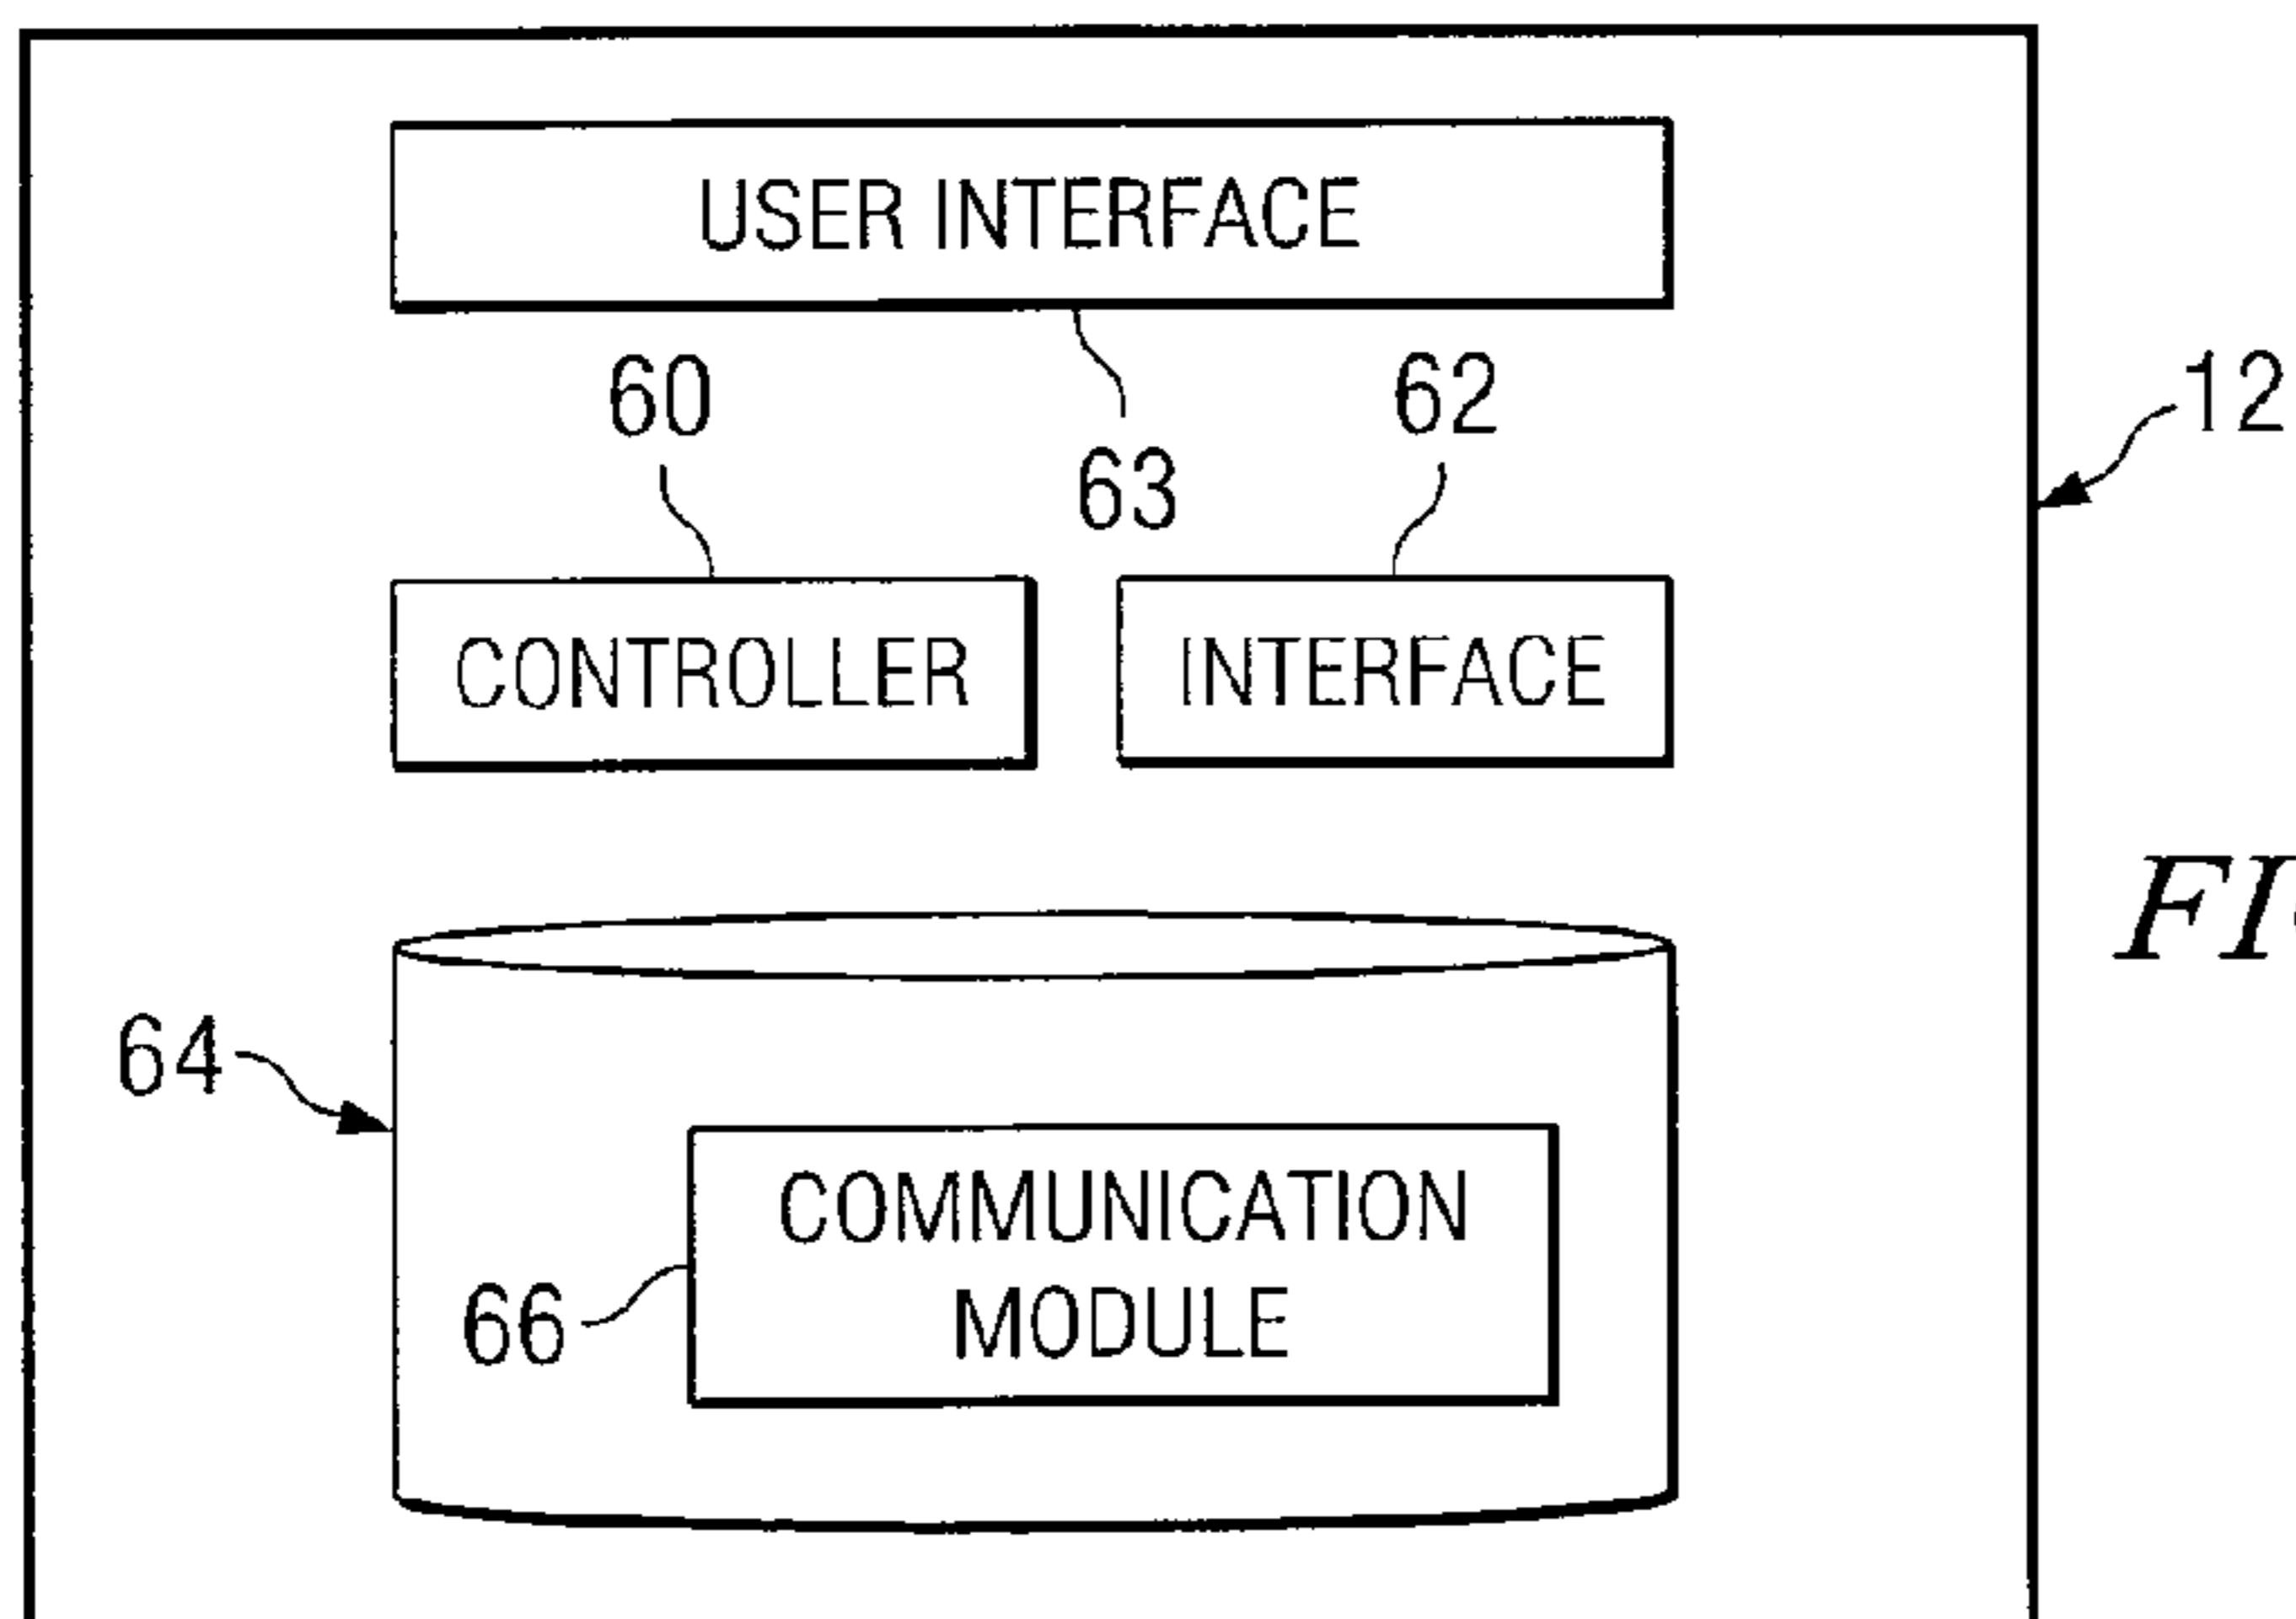 USER INTERFACE
60
62
12
63
CONTROLLER
INTERFACE
64
COMMUNICATION
66
MODULE